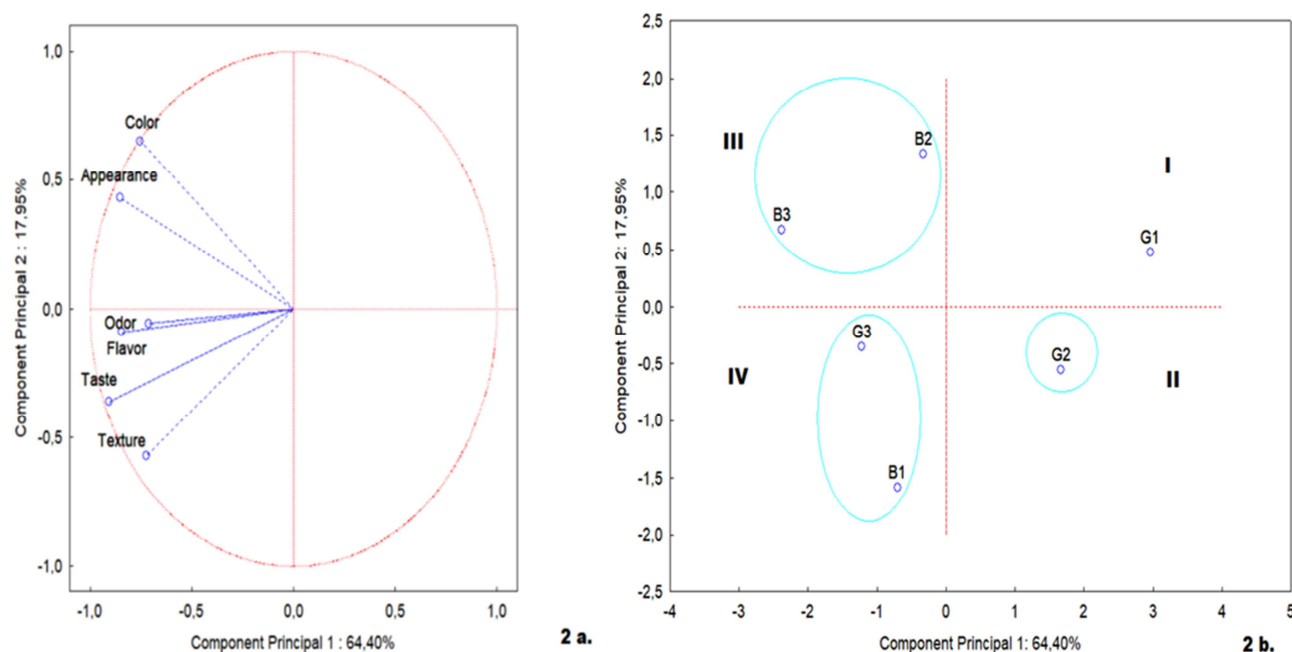 1,0
Color
Appearance
0,5
0,0
Odor
Flavor
Taste
-0,5
Texture
-1,0
-1,0 -0,5 0,0 0,5 1,0
Component Principal 2 : 17,95%
Component Principal 1 : 64,40%
2 a.
2,5
2,0
1,5
III
B2
I
1,0
B3
0,5
G1
0,0
G3
-0,5
G2
IV
II
-1,0
-1,5
B1
-2,0
-2,5
-4 -3 -2 -1 0 1 2 3 4 5
Component Principal 2: 17,95%
Component Principal 1: 64,40%
2 b.